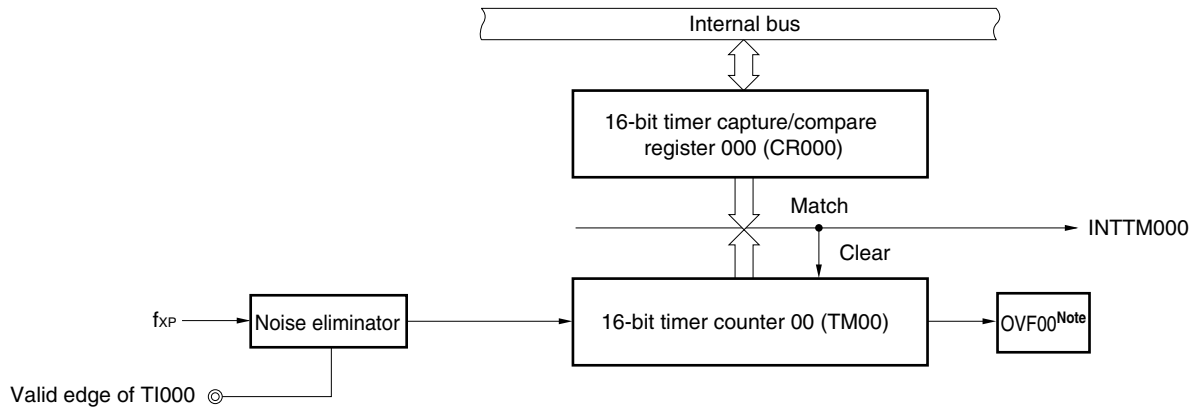 Internal bus
16-bit timer capture/compare
register 000 (CR000)
Match
INTTM000
Clear
fXP
Noise eliminator
16-bit timer counter 00 (TM00)
OVF00Note
Valid edge of TI000